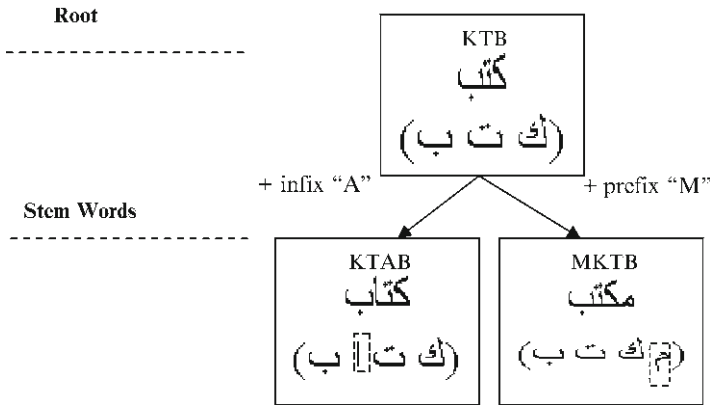 Root
KTB
كتب
(ك ت ب)
+ infix “A”
+ prefix “M”
Stem Words
KTAB
كتاب
(ك ت ا ب)
MKTB
مكتب
(م ك ت ب)